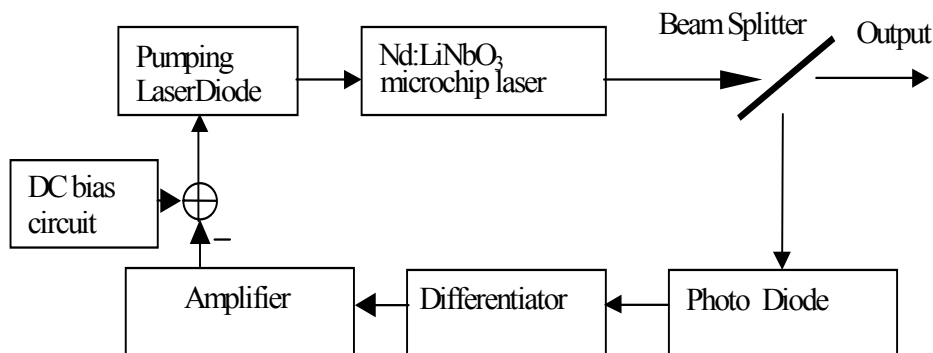 Beam Splitter
Output
Pumping
LaserDiode
Nd:LiNbO₃
microchip laser
DC bias
circuit
–
Amplifier
Differentiator
Photo Diode